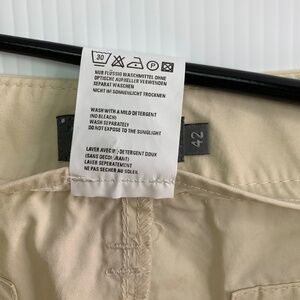 30 P
NUR FLÜSSIG WASCHMITTEL OHNE
OPTISCHE AUFHELLER VERWENDEN
SEPARAT WASCHEN
NICHT IM SONNENLICHT TROCKNEN
WASH WITH A MILD DETERGENT
(NO BLEACH)
WASH SEPARATELY
DO NOT EXPOSE TO THE SUNLIGHT
LAVER AVEC DETERGENT DOUX
(SANS
LAVER SEPAREMENT
NE PAS SECHER AU SOLEIL
42